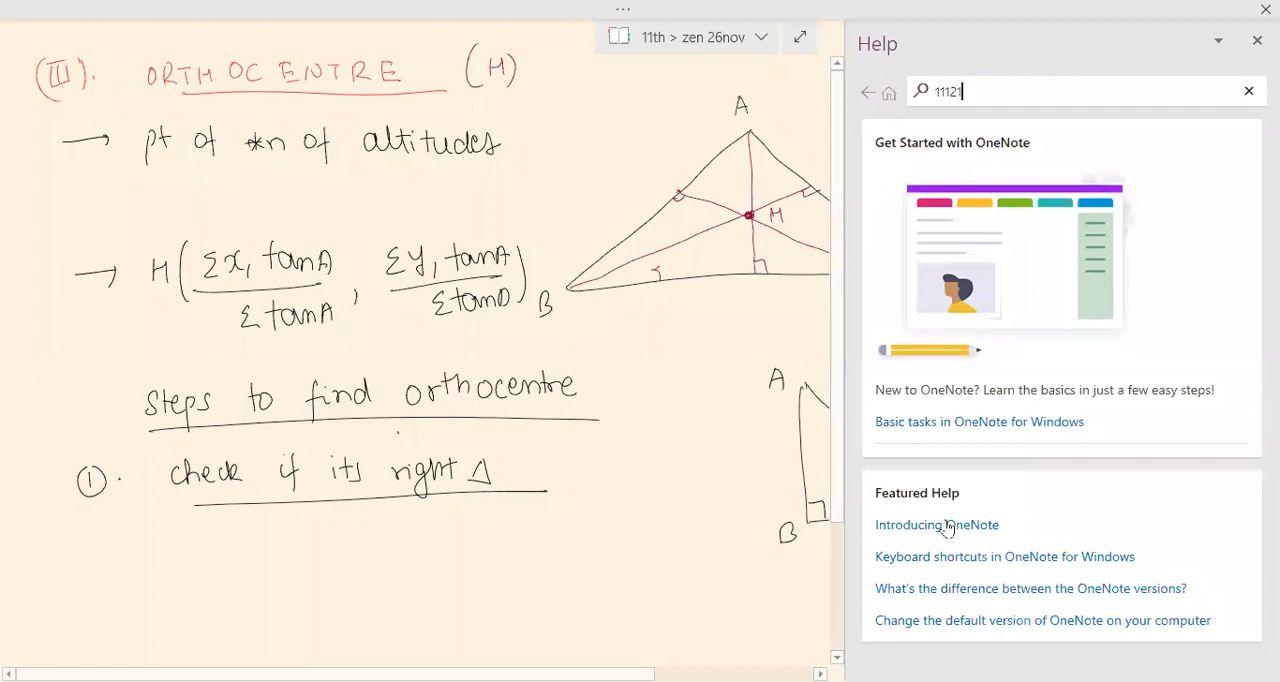 11th > zen 26nov
(III). ORTHOCENTRE (H)
→ pt of *n of altitudes
→ H(Σx, tanA / ΣtanA, Σy, tanA / ΣtanA)
A
H
B
Steps to find orthocentre
①. check if its right Δ
A
B
Help
11121
Get Started with OneNote
New to OneNote? Learn the basics in just a few easy steps!
Basic tasks in OneNote for Windows
Featured Help
Introducing OneNote
Keyboard shortcuts in OneNote for Windows
What's the difference between the OneNote versions?
Change the default version of OneNote on your computer